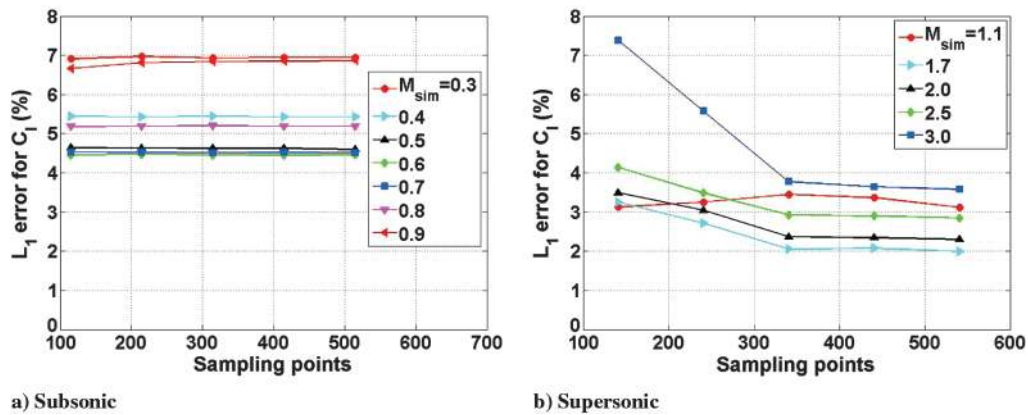 8
7
6
5
4
3
2
1
0
100 200 300 400 500 600 700
L1 error for Cl (%)
Sampling points
Msim=0.3
0.4
0.5
0.6
0.7
0.8
0.9
a) Subsonic
8
7
6
5
4
3
2
1
0
100 200 300 400 500 600
L1 error for Cl (%)
Sampling points
Msim=1.1
1.7
2.0
2.5
3.0
b) Supersonic